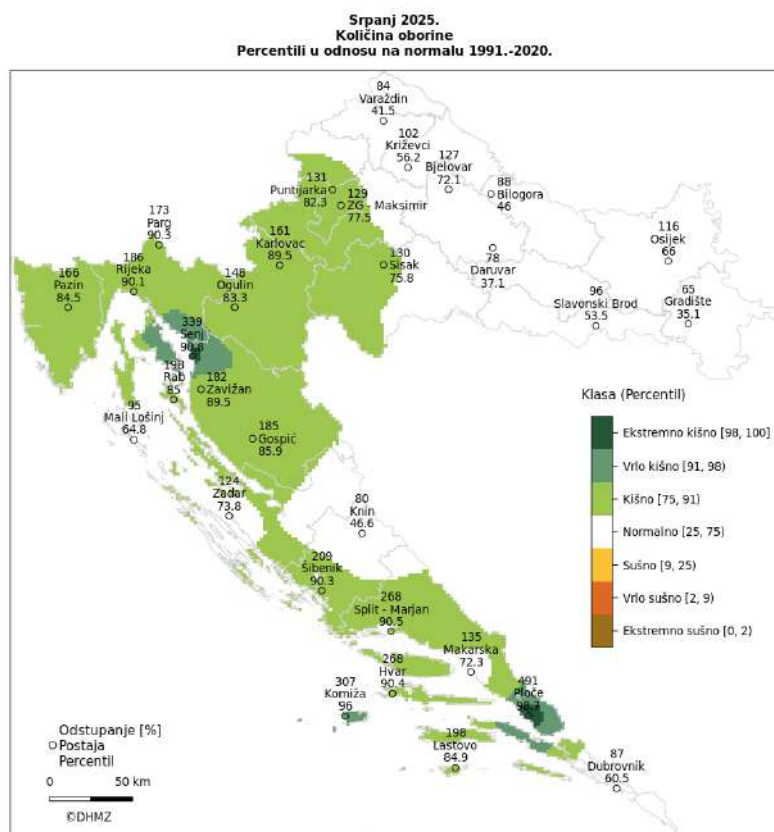 Srpanj 2025.
Količina oborine
Percentili u odnosu na normalu 1991.-2020.
84
Varaždin
41.5
102
Križevci
56.2
127
Bjelovar
72.1
88
Bilogora
46
131
Puntijarka
82.3
129
ZG - Maksimir
77.5
173
Parg
90.3
161
Karlovac
89.5
130
Sisak
75.8
78
Daruvar
37.1
116
Osijek
66
186
Rijeka
90.1
166
Pazin
84.5
148
Ogulin
83.3
96
Slavonski Brod
53.5
65
Gradište
35.1
339
Senj
98.8
198
Rab
85
182
Zavižan
89.5
95
Mali Lošinj
64.8
185
Gospić
85.9
124
Zadar
73.8
80
Knin
46.6
209
Šibenik
90.3
268
Split - Marjan
90.5
135
Makarska
72.3
268
Hvar
90.4
307
Komiža
96
491
Ploče
98.7
198
Lastovo
84.9
87
Dubrovnik
60.5
Klasa (Percentil)
Ekstremno kišno [98, 100]
Vrlo kišno [91, 98)
Kišno [75, 91)
Normalno [25, 75)
Sušno [9, 25)
Vrlo sušno [2, 9)
Ekstremno sušno [0, 2)
Odstupanje [%]
Postaja
Percentil
0 50 km
©DHMZ